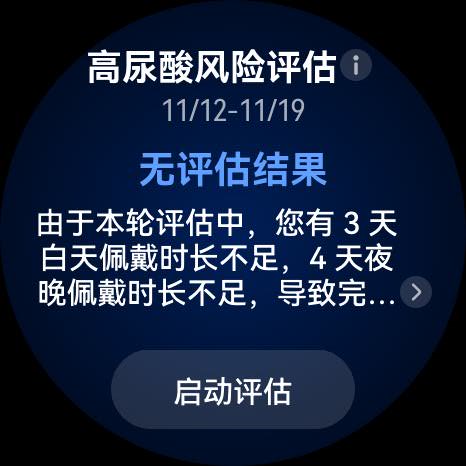 高尿酸风险评估
11/12-11/19
无评估结果
由于本轮评估中，您有 3 天
白天佩戴时长不足，4 天夜
晚佩戴时长不足，导致完...
启动评估